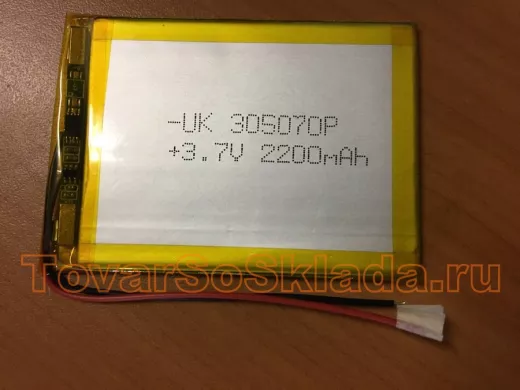 -UK 305070P
+3.7V 2200mAh
TovarSoSklada.ru